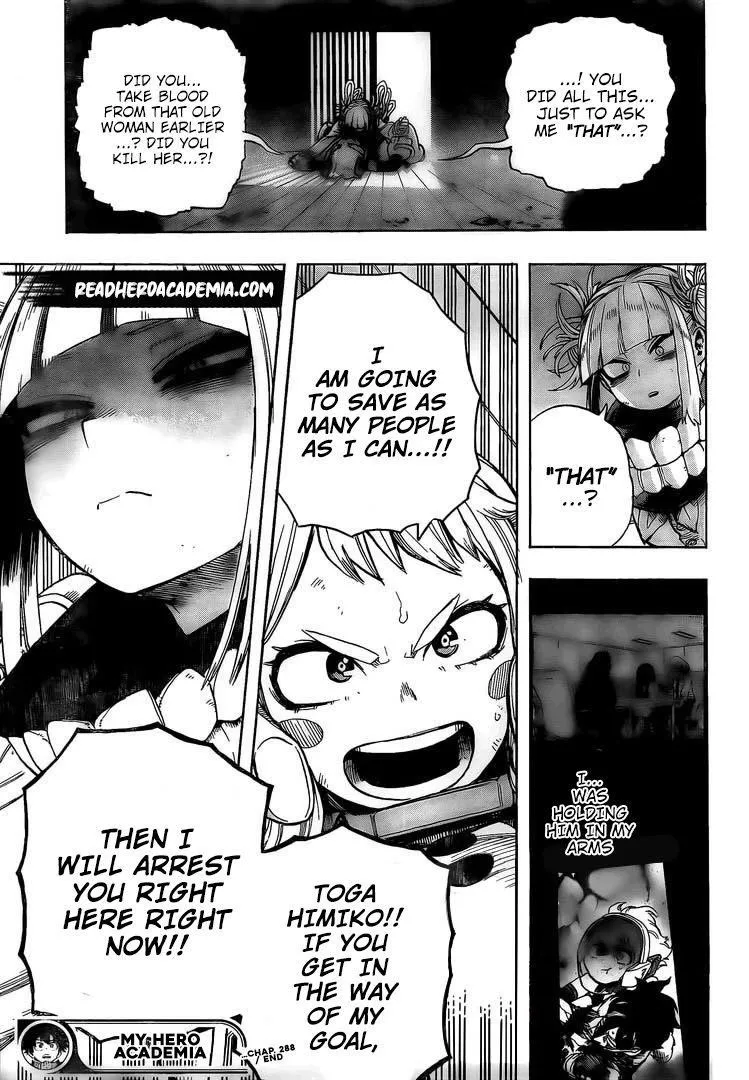 ...! YOU
DID ALL THIS...
JUST TO ASK
ME "THAT"...?
DID YOU...
TAKE BLOOD
FROM THAT OLD
WOMAN EARLIER
...? DID YOU
KILL HER...?!
"THAT"
...?
I...
WAS
HOLDING
HIM IN MY
ARMS
I
AM GOING
TO SAVE AS
MANY PEOPLE
AS I CAN...!!
TOGA
HIMIKO!!
IF YOU
GET IN
THE WAY
OF MY
GOAL,
READHEROACADEMIA.COM
THEN I
WILL ARREST
YOU RIGHT
HERE RIGHT
NOW!!
MY HERO
ACADEMIA
...CHAP. 288
/ END